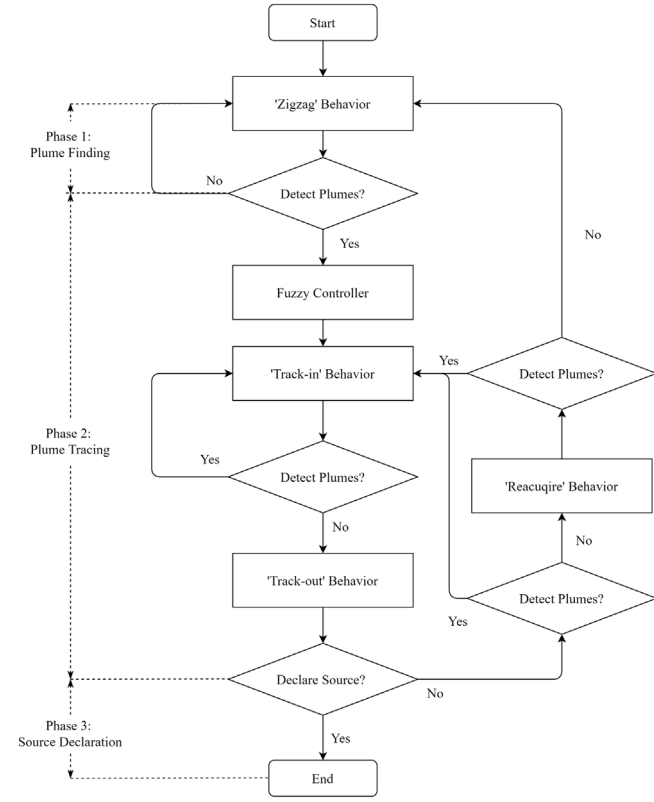 Start
'Zigzag' Behavior
Phase 1:
Plume Finding
No
Detect Plumes?
Yes
No
Fuzzy Controller
'Track-in' Behavior
Yes
Detect Plumes?
Phase 2:
Plume Tracing
Yes
Detect Plumes?
'Reacuqire' Behavior
No
No
'Track-out' Behavior
Detect Plumes?
Yes
Declare Source?
No
Phase 3:
Source Declaration
Yes
End